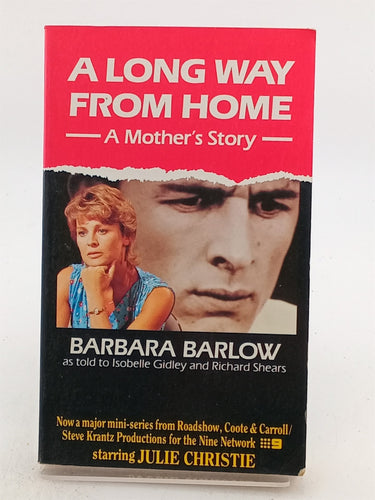 A LONG WAY
FROM HOME
A Mother's Story
BARBARA BARLOW
as told to Isobelle Gidley and Richard Shears
Now a major mini-series from Roadshow, Coote & Carroll/
Steve Krantz Productions for the Nine Network 9
starring JULIE CHRISTIE